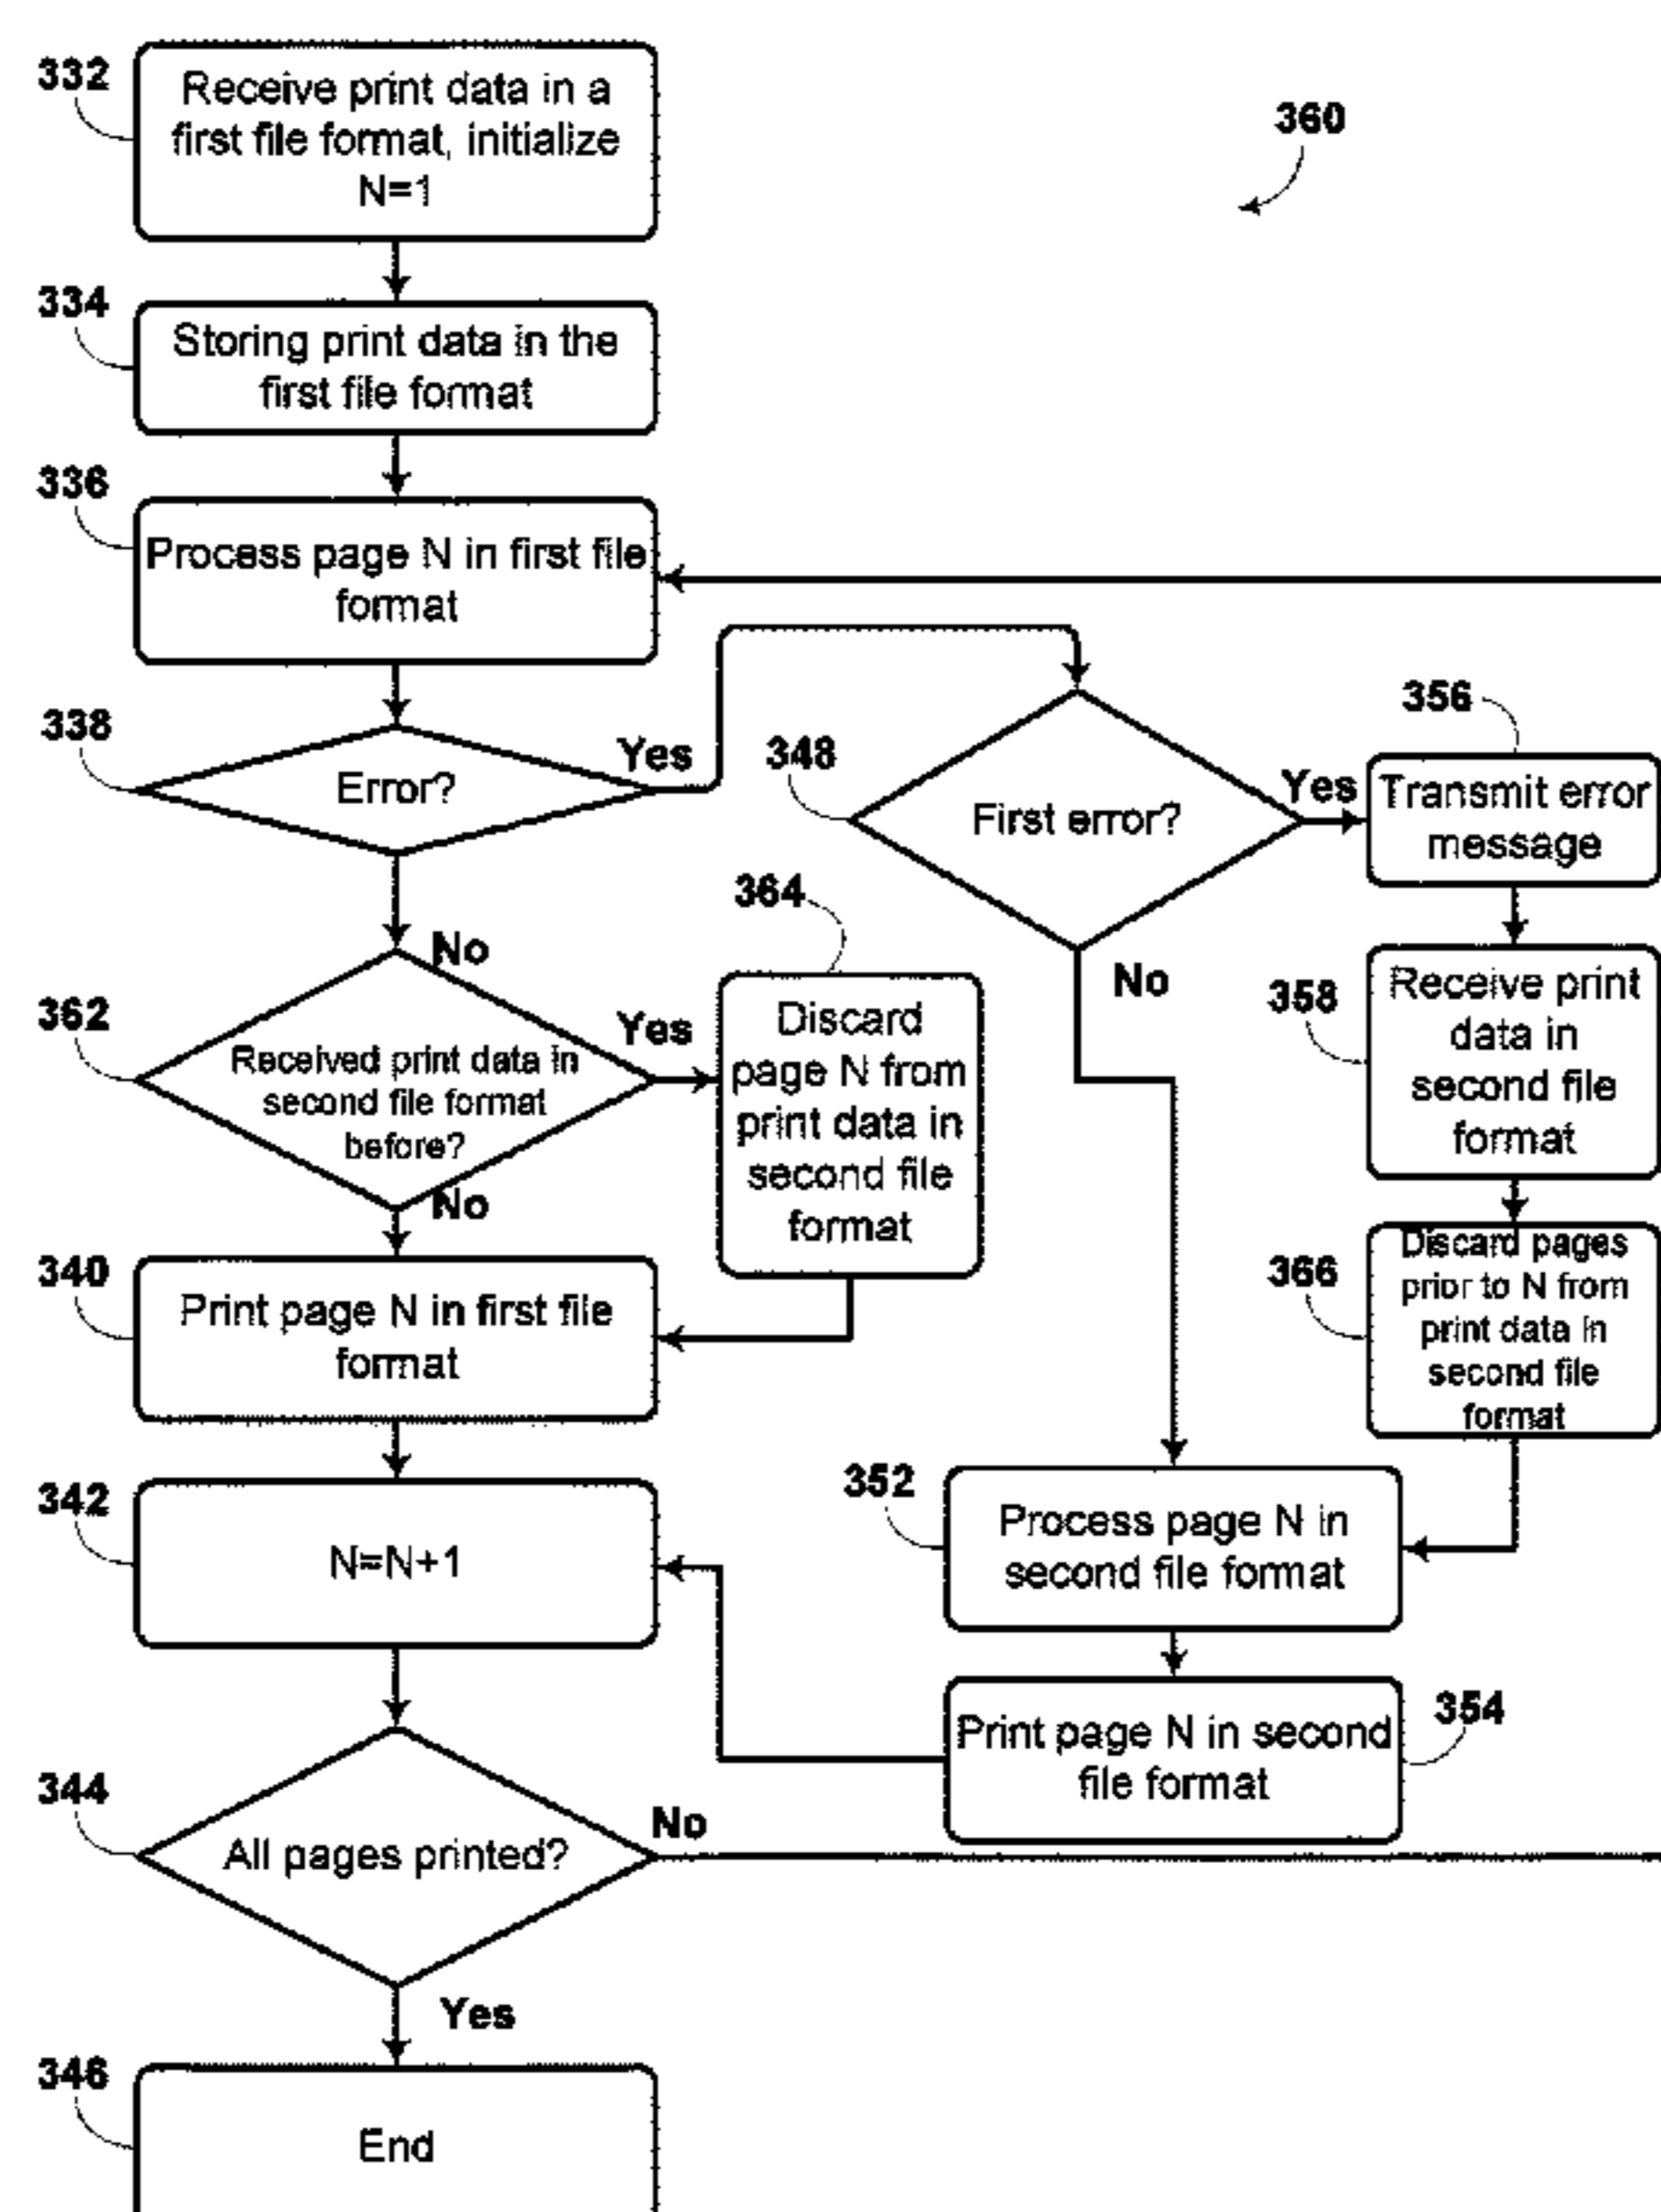 332
Receive print data in a
first file format, initialize
N=1
360
334
Storing print data in the
first file format
336
Process page N in first file
format
338
Error?
Yes
348
First error?
Yes
356
Transmit error
message
No
364
Discard
page N from
print data in
second file
format
No
358
Receive print
data in
second file
format
362
Received print data in
second file format
before?
Yes
No
366
Discard pages
prior to N from
print data in
second file
format
340
Print page N in first file
format
342
N=N+1
352
Process page N in
second file format
354
Print page N in second
file format
344
All pages printed?
No
Yes
346
End